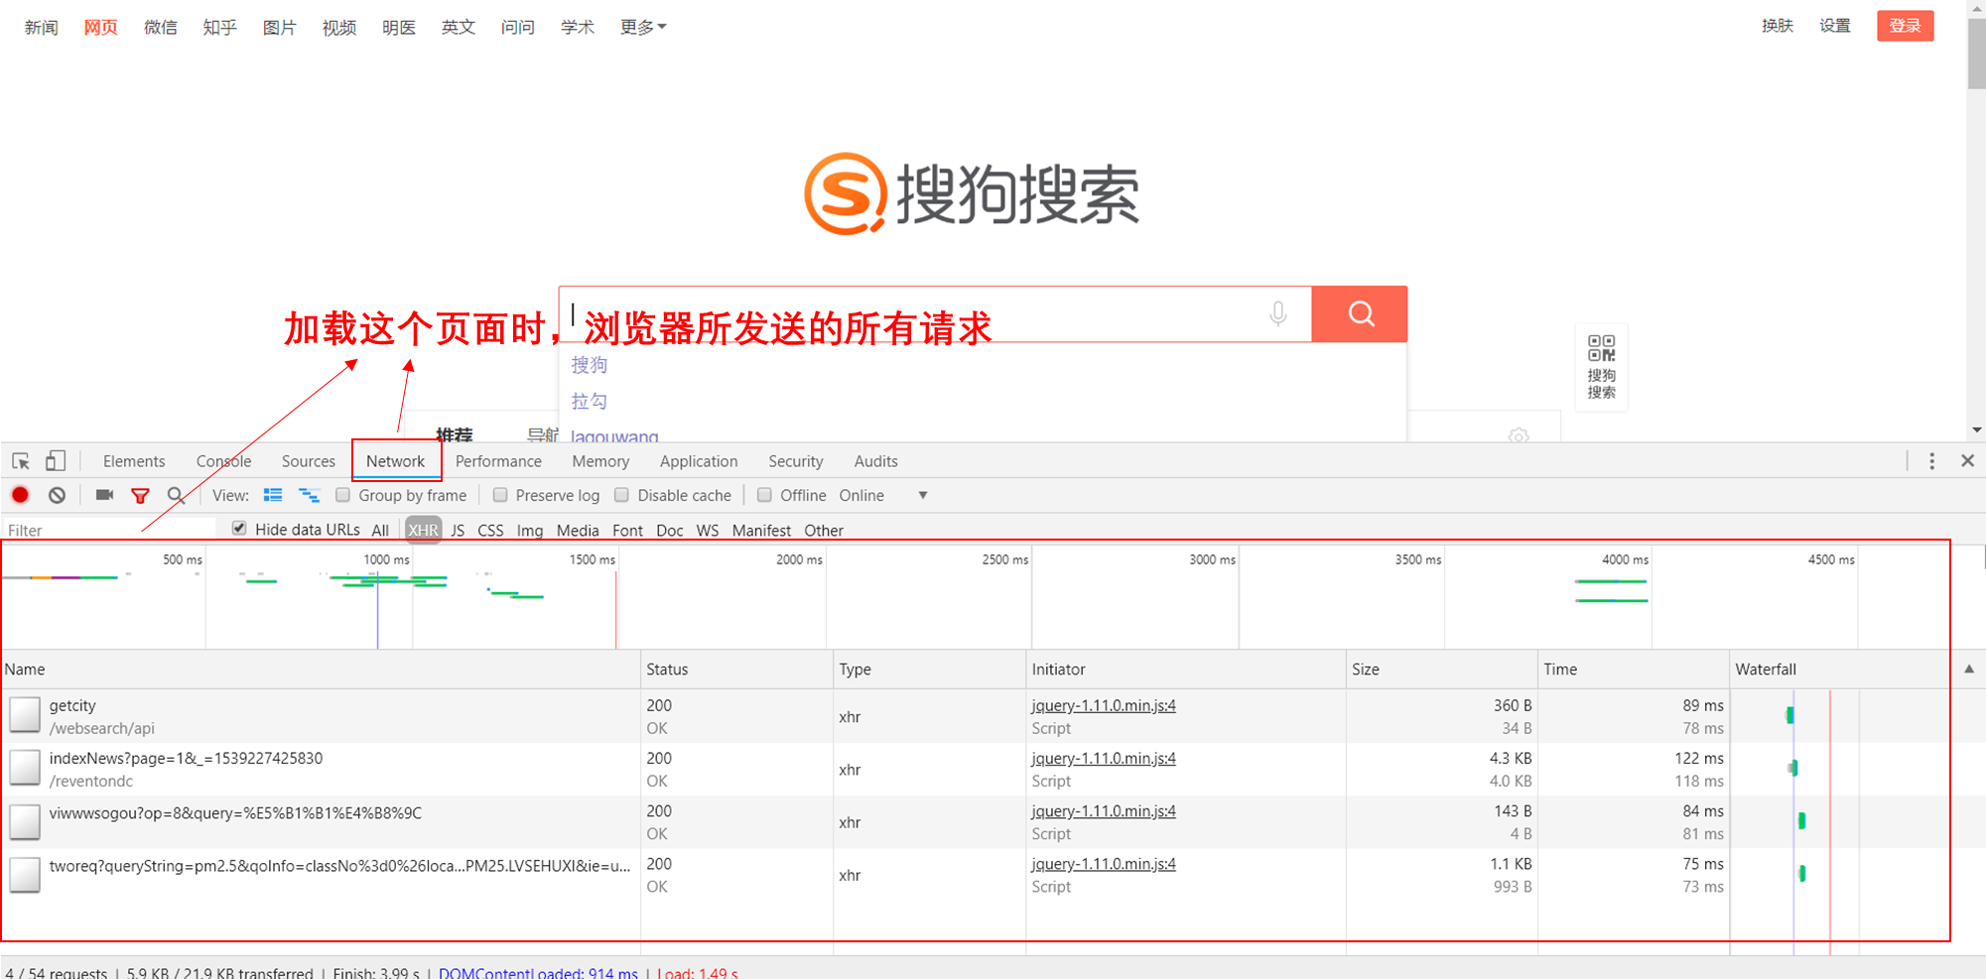 新闻 网页 微信 知乎 图片 视频 明医 英文 问问 学术 更多 换肤 设置 登录
搜狗搜索
加载这个页面时，浏览器所发送的所有请求
搜狗
拉勾
lagouwang
推荐 导航
搜狗
搜索
Elements Console Sources Network Performance Memory Application Security Audits
View: Group by frame Preserve log Disable cache Offline Online
Filter Hide data URLs All XHR JS CSS Img Media Font Doc WS Manifest Other
500 ms 1000 ms 1500 ms 2000 ms 2500 ms 3000 ms 3500 ms 4000 ms 4500 ms
Name Status Type Initiator Size Time Waterfall
getcity 200 xhr jquery-1.11.0.min.js:4 360 B 89 ms
/websearch/api OK Script 34 B 78 ms
indexNews?page=1&_=1539227425830 200 xhr jquery-1.11.0.min.js:4 4.3 KB 122 ms
/reventondc OK Script 4.0 KB 118 ms
viwwwsogou?op=8&query=%E5%B1%B1%E4%B8%9C 200 xhr jquery-1.11.0.min.js:4 143 B 84 ms
OK Script 4 B 81 ms
tworeq?queryString=pm2.5&qoInfo=classNo%3d0%26loca...PM25.LVSEHUXI&ie=u... 200 xhr jquery-1.11.0.min.js:4 1.1 KB 75 ms
OK Script 993 B 73 ms
4 / 54 requests | 5.9 KB / 21.9 KB transferred | Finish: 3.99 s | DOMContentLoaded: 914 ms | Load: 1.49 s